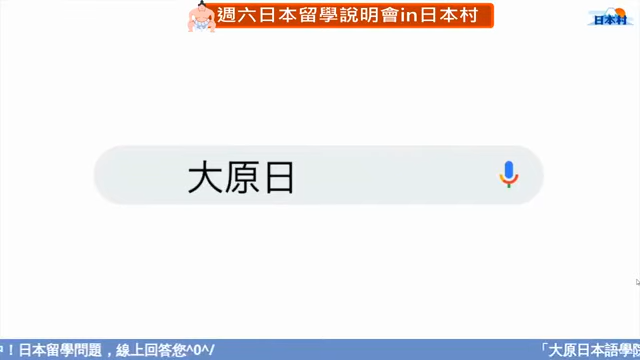 週六日本留學說明會in日本村
日本村
大原日
！日本留學問題，線上回答您^0^/
「大原日本語學院